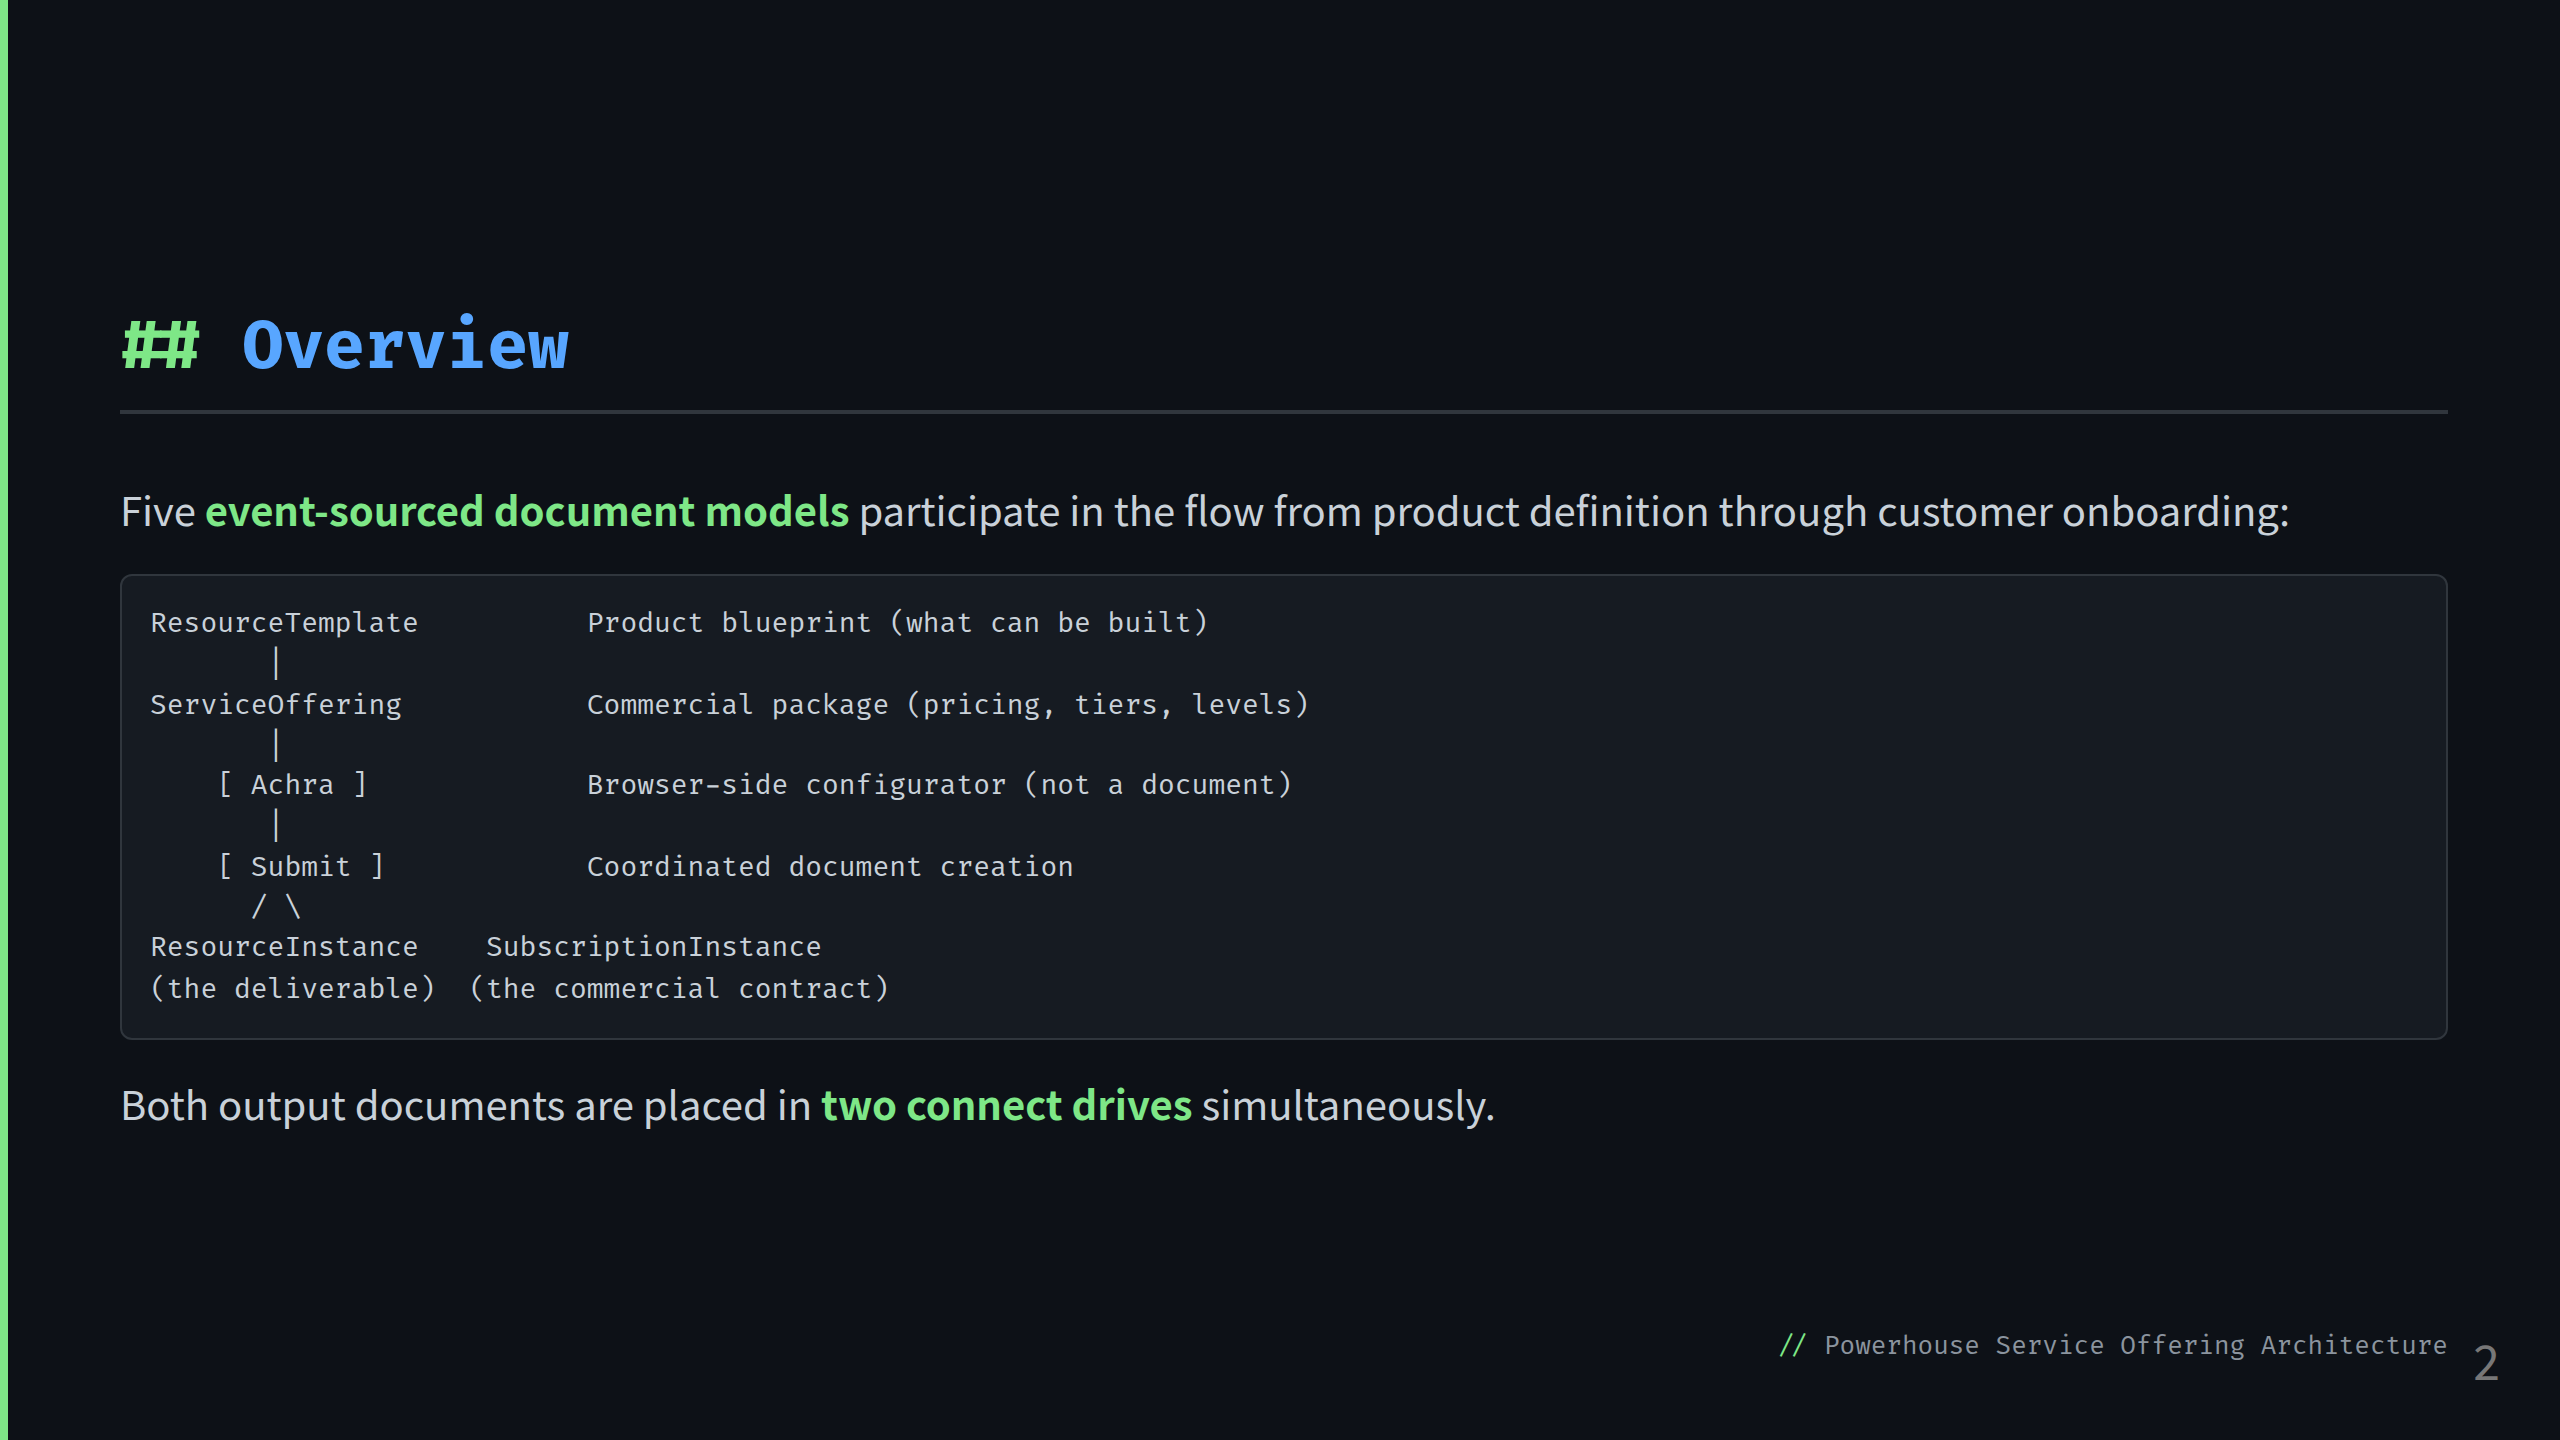 ## Overview
Five event-sourced document models participate in the flow from product definition through customer onboarding:
ResourceTemplate          Product blueprint (what can be built)
       |
ServiceOffering           Commercial package (pricing, tiers, levels)
       |
    [ Achra ]             Browser-side configurator (not a document)
       |
    [ Submit ]            Coordinated document creation
      / \
ResourceInstance    SubscriptionInstance
(the deliverable)  (the commercial contract)
Both output documents are placed in two connect drives simultaneously.
// Powerhouse Service Offering Architecture
2